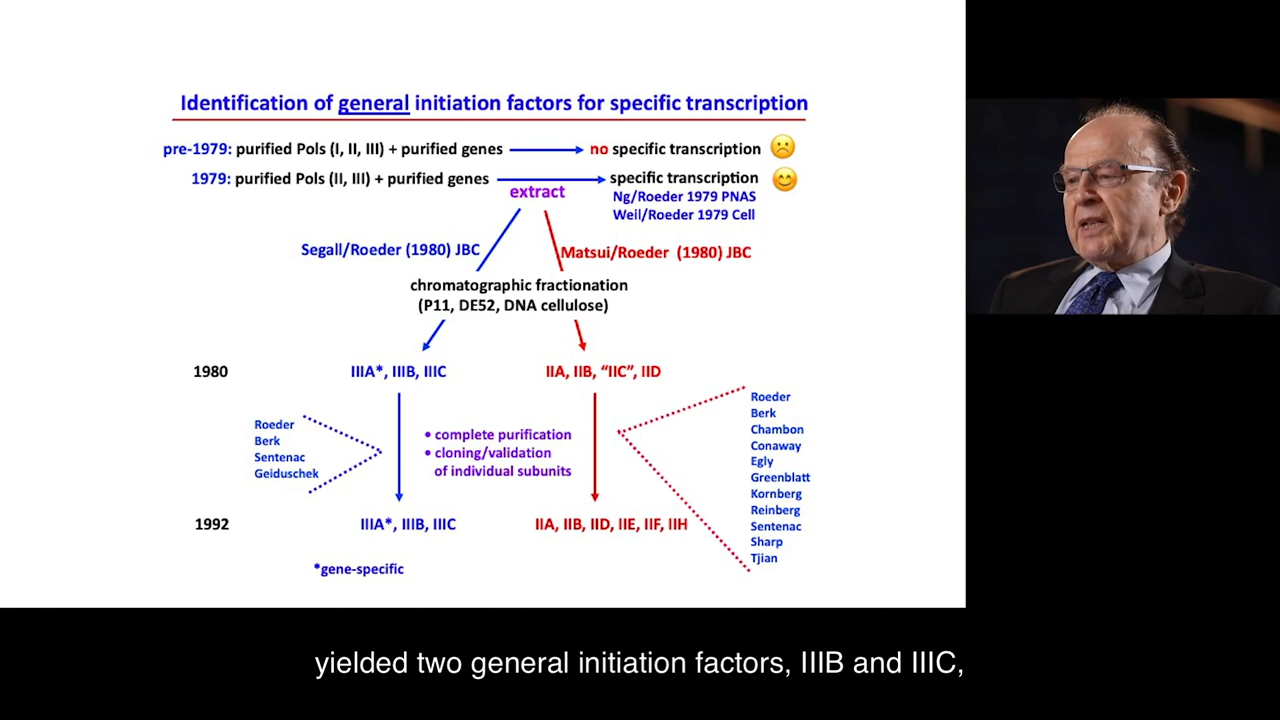 Identification of general initiation factors for specific transcription
pre-1979: purified Pols (I, II, III) + purified genes no specific transcription
1979: purified Pols (II, III) + purified genes specific transcription
extract
Ng/Roeder 1979 PNAS
Weil/Roeder 1979 Cell
Segall/Roeder (1980) JBC
Matsui/Roeder (1980) JBC
chromatographic fractionation
(P11, DE52, DNA cellulose)
1980
IIIA*, IIIB, IIIC
IIA, IIB, “IIC”, IID
Roeder
Berk
Sentenac
Geiduschek
• complete purification
• cloning/validation
of individual subunits
Roeder
Berk
Chambon
Conaway
Egly
Greenblatt
Kornberg
Reinberg
Sentenac
Sharp
Tjian
1992
IIIA*, IIIB, IIIC
IIA, IIB, IID, IIE, IIF, IIH
*gene-specific
yielded two general initiation factors, IIIB and IIIC,